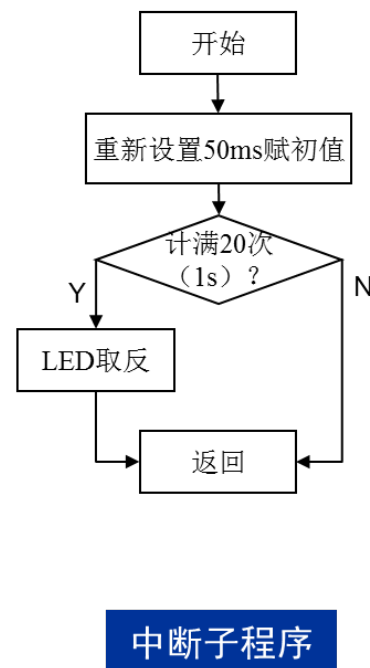 开始
重新设置50ms赋初值
计满20次
（1s）？
Y
N
LED取反
返回
中断子程序